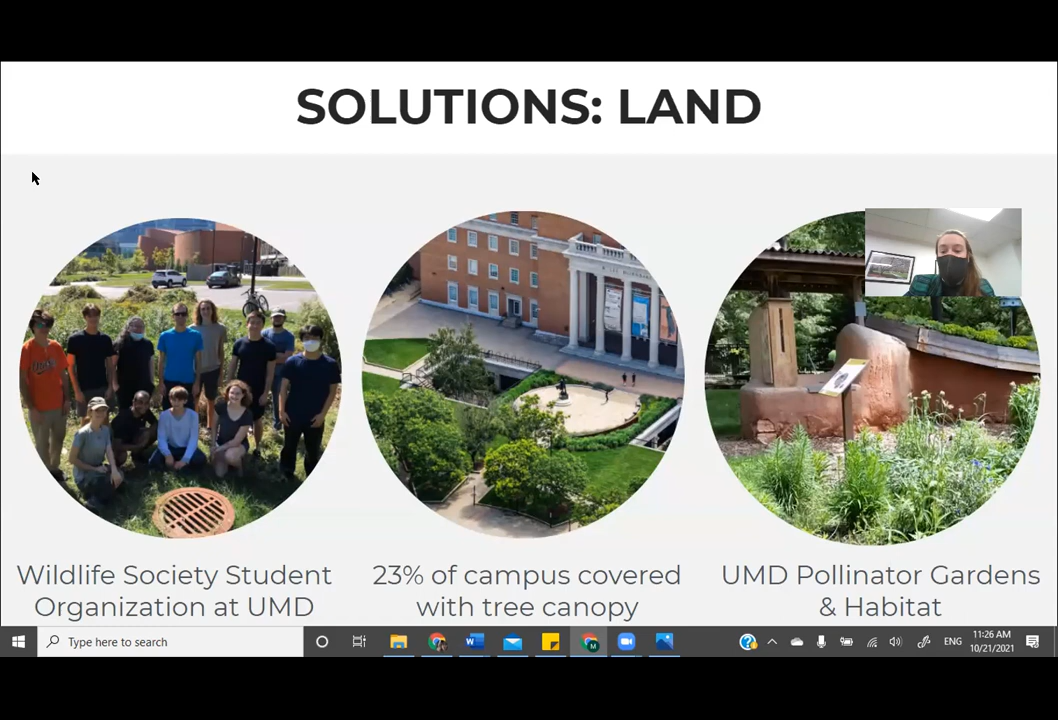 SOLUTIONS: LAND
Wildlife Society Student
Organization at UMD
23% of campus covered
with tree canopy
UMD Pollinator Gardens
& Habitat
Type here to search
ENG
11:26 AM
10/21/2021